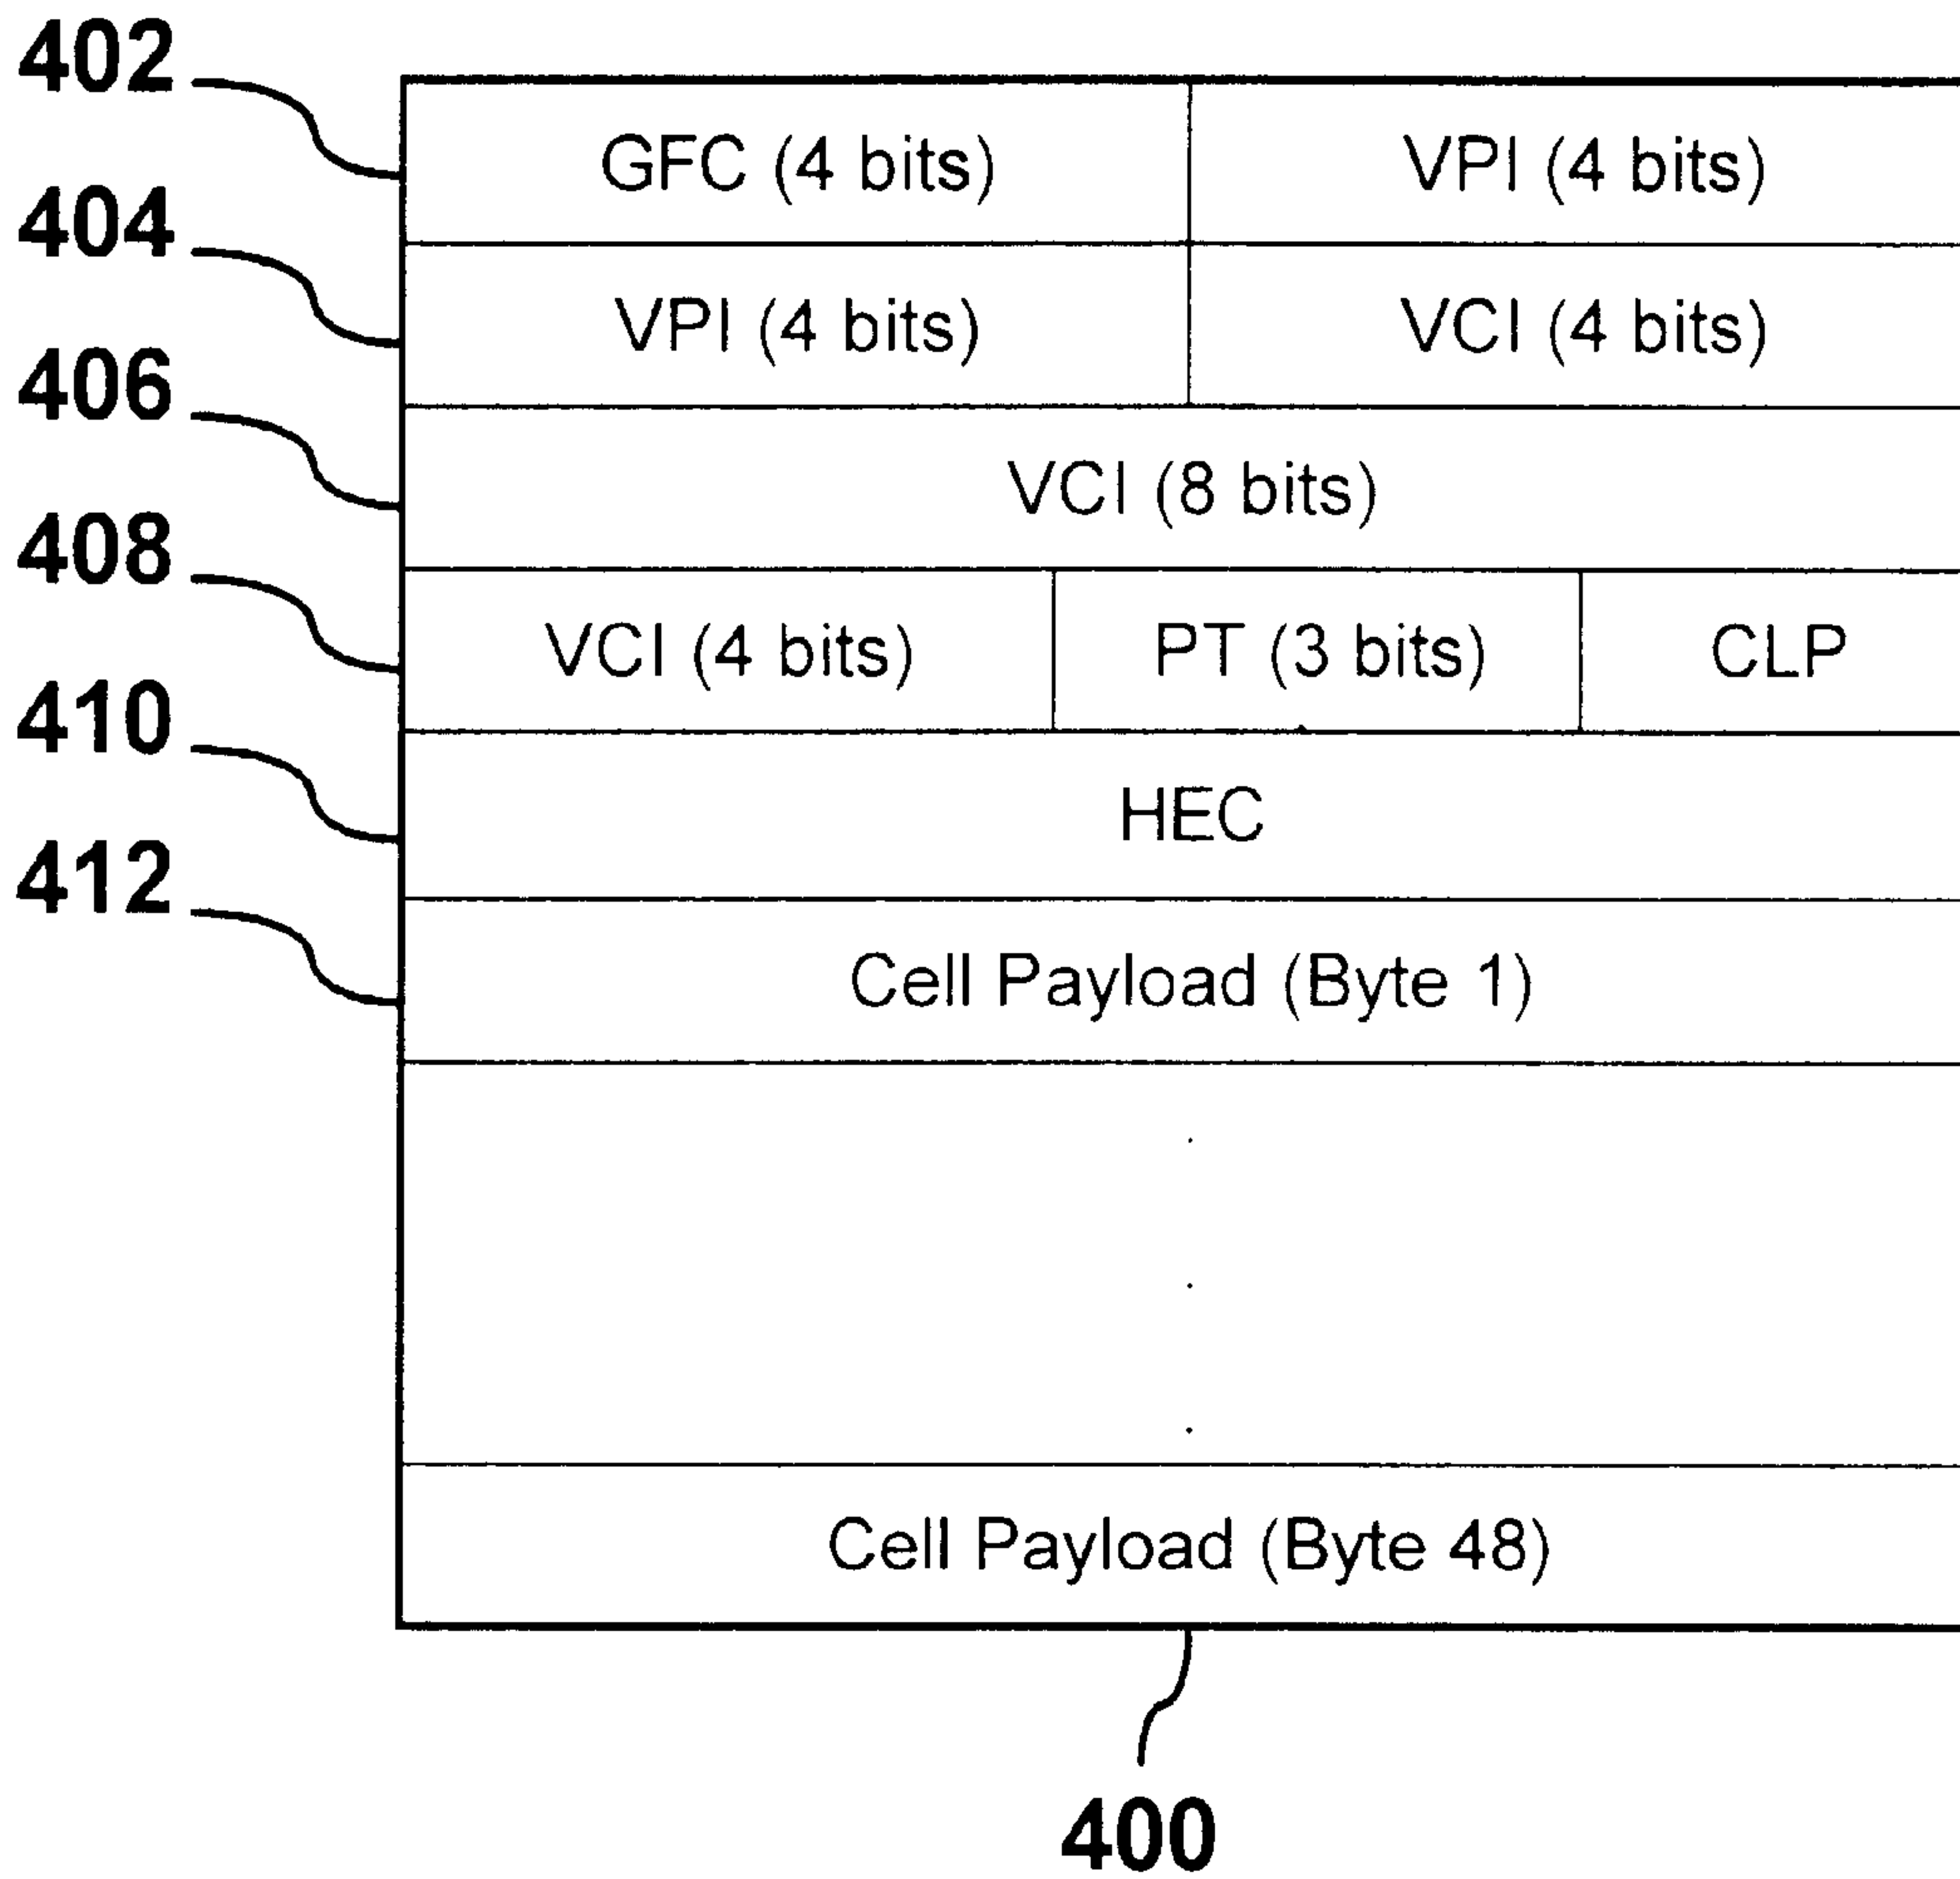 402
GFC (4 bits) VPI (4 bits)
404
VPI (4 bits) VCI (4 bits)
406
VCI (8 bits)
408
VCI (4 bits) PT (3 bits) CLP
410
HEC
412
Cell Payload (Byte 1)
Cell Payload (Byte 48)
400